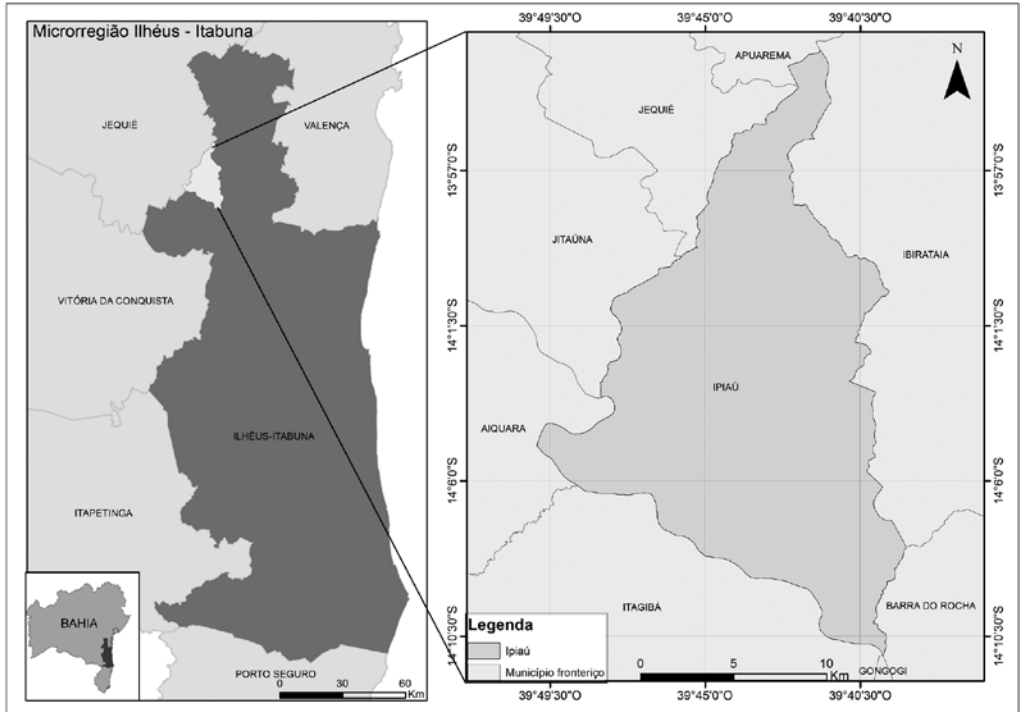 Microrregião Ilhéus - Itabuna
JEQUIÉ
VALENÇA
VITÓRIA DA CONQUISTA
ILHÉUS-ITABUNA
ITAPETINGA
BAHIA
PORTO SEGURO
0 30 60
Km
39°49'30"O 39°45'0"O 39°40'30"O
N
APUAREMA
JEQUIÉ
13°57'0"S 13°57'0"S
JITAÚNA
IBIRATAIA
14°1'30"S 14°1'30"S
IPIAÚ
AIQUARA
14°6'0"S 14°6'0"S
ITAGIBÁ
BARRA DO ROCHA
14°10'30"S 14°10'30"S
Legenda
Ipiaú
Município fronteriço
0 5 10
Km
GONGOGI
39°49'30"O 39°45'0"O 39°40'30"O